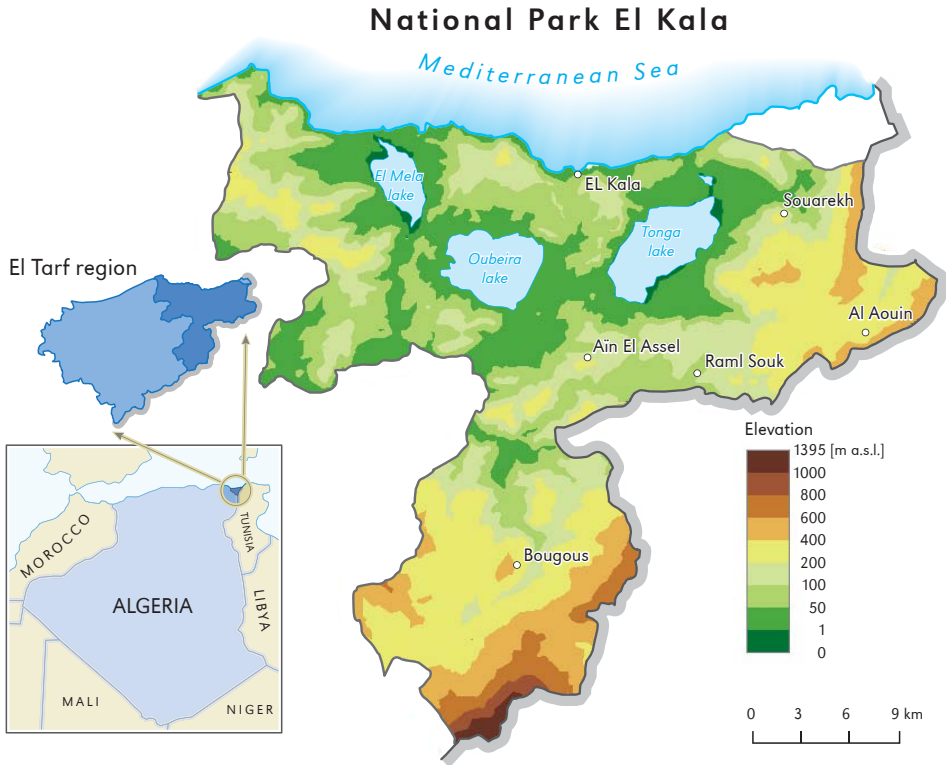 National Park El Kala
Mediterranean Sea
El Mela
lake
EL Kala
Souarekh
Tonga
lake
Oubeira
lake
El Tarf region
Al Aouin
Aïn El Assel
Raml Souk
Bougous
Elevation
1395 [m a.s.l.]
1000
800
600
400
200
100
50
1
0
MOROCCO
TUNISIA
ALGERIA
LIBYA
MALI
NIGER
0 3 6 9 km